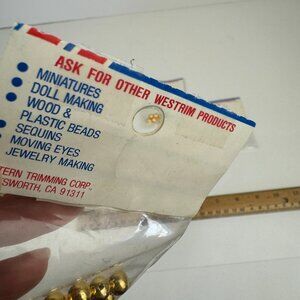 ASK FOR OTHER WESTRIM PRODUCTS
• MINIATURES
• DOLL MAKING
• WOOD &
PLASTIC BEADS
• SEQUINS
MOVING EYES
JEWELRY MAKING
TERN TRIMMING CORP.
SWORTH, CA 91311